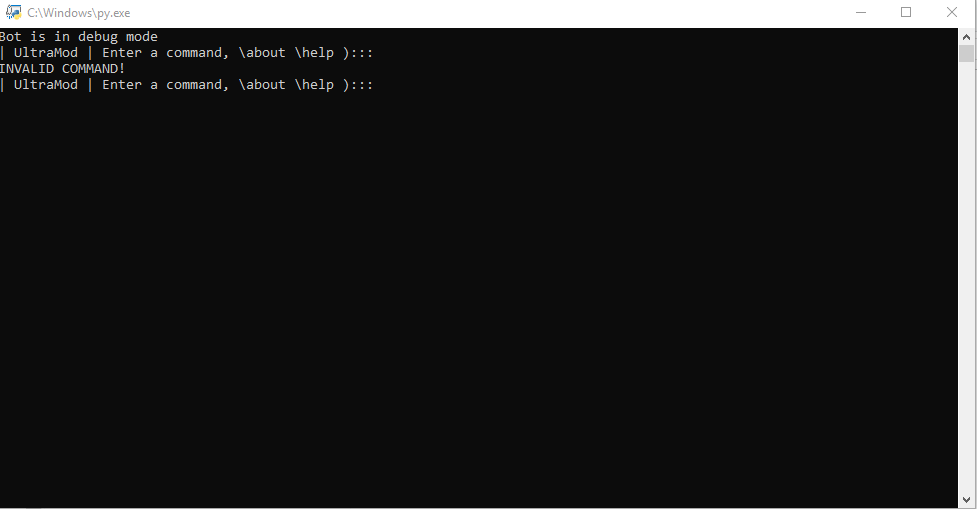 C:\Windows\py.exe
Bot is in debug mode
| UltraMod | Enter a command, \about \help ):::
INVALID COMMAND!
| UltraMod | Enter a command, \about \help ):::